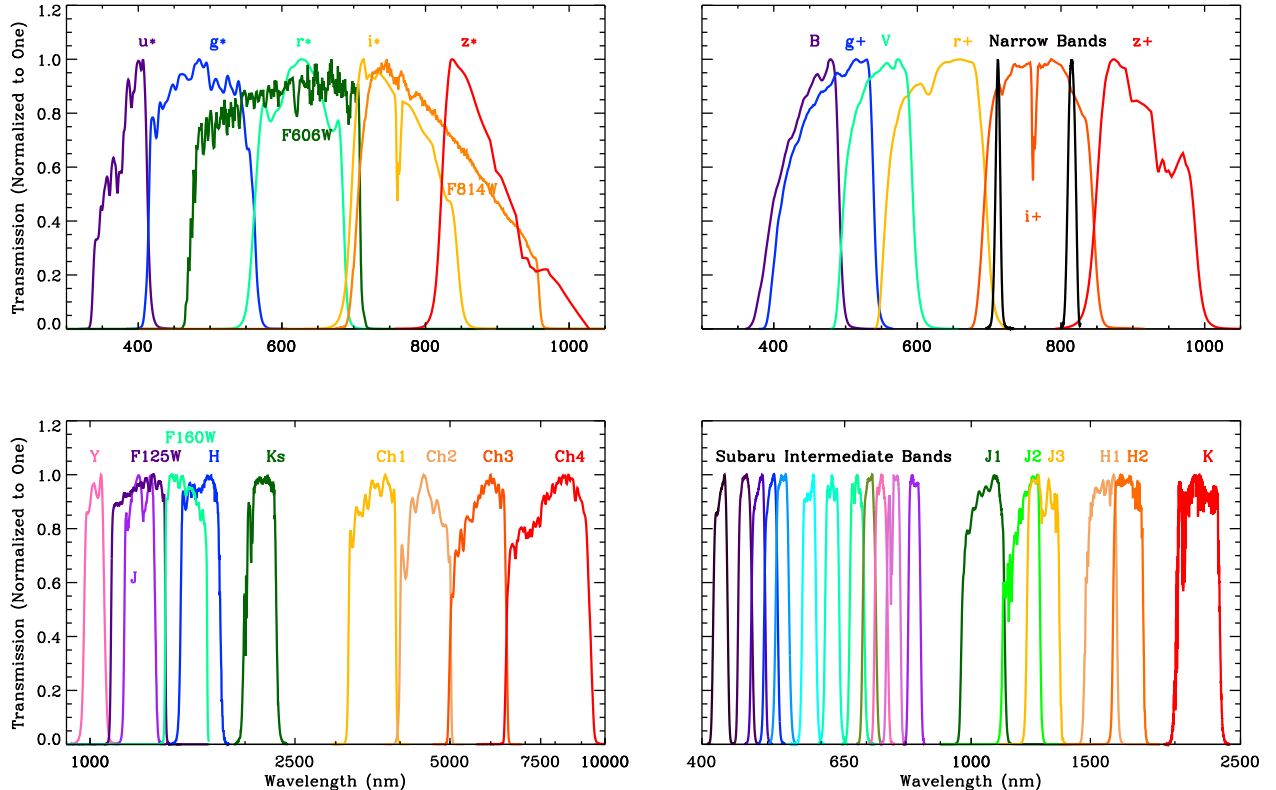 1.2
1.0
0.8
0.6
0.4
0.2
0.0
Transmission (Normalized to One)
u* g* r* i* z*
F606W
F814W
400 600 800 1000
B g+ V r+ Narrow Bands z+
i+
400 600 800 1000
1.2
1.0
0.8
0.6
0.4
0.2
0.0
Transmission (Normalized to One)
F160W
Y F125W H Ks Ch1 Ch2 Ch3 Ch4
J
1000 2500 5000 7500 10000
Wavelength (nm)
Subaru Intermediate Bands J1 J2 J3 H1 H2 K
400 650 1000 1500 2500
Wavelength (nm)